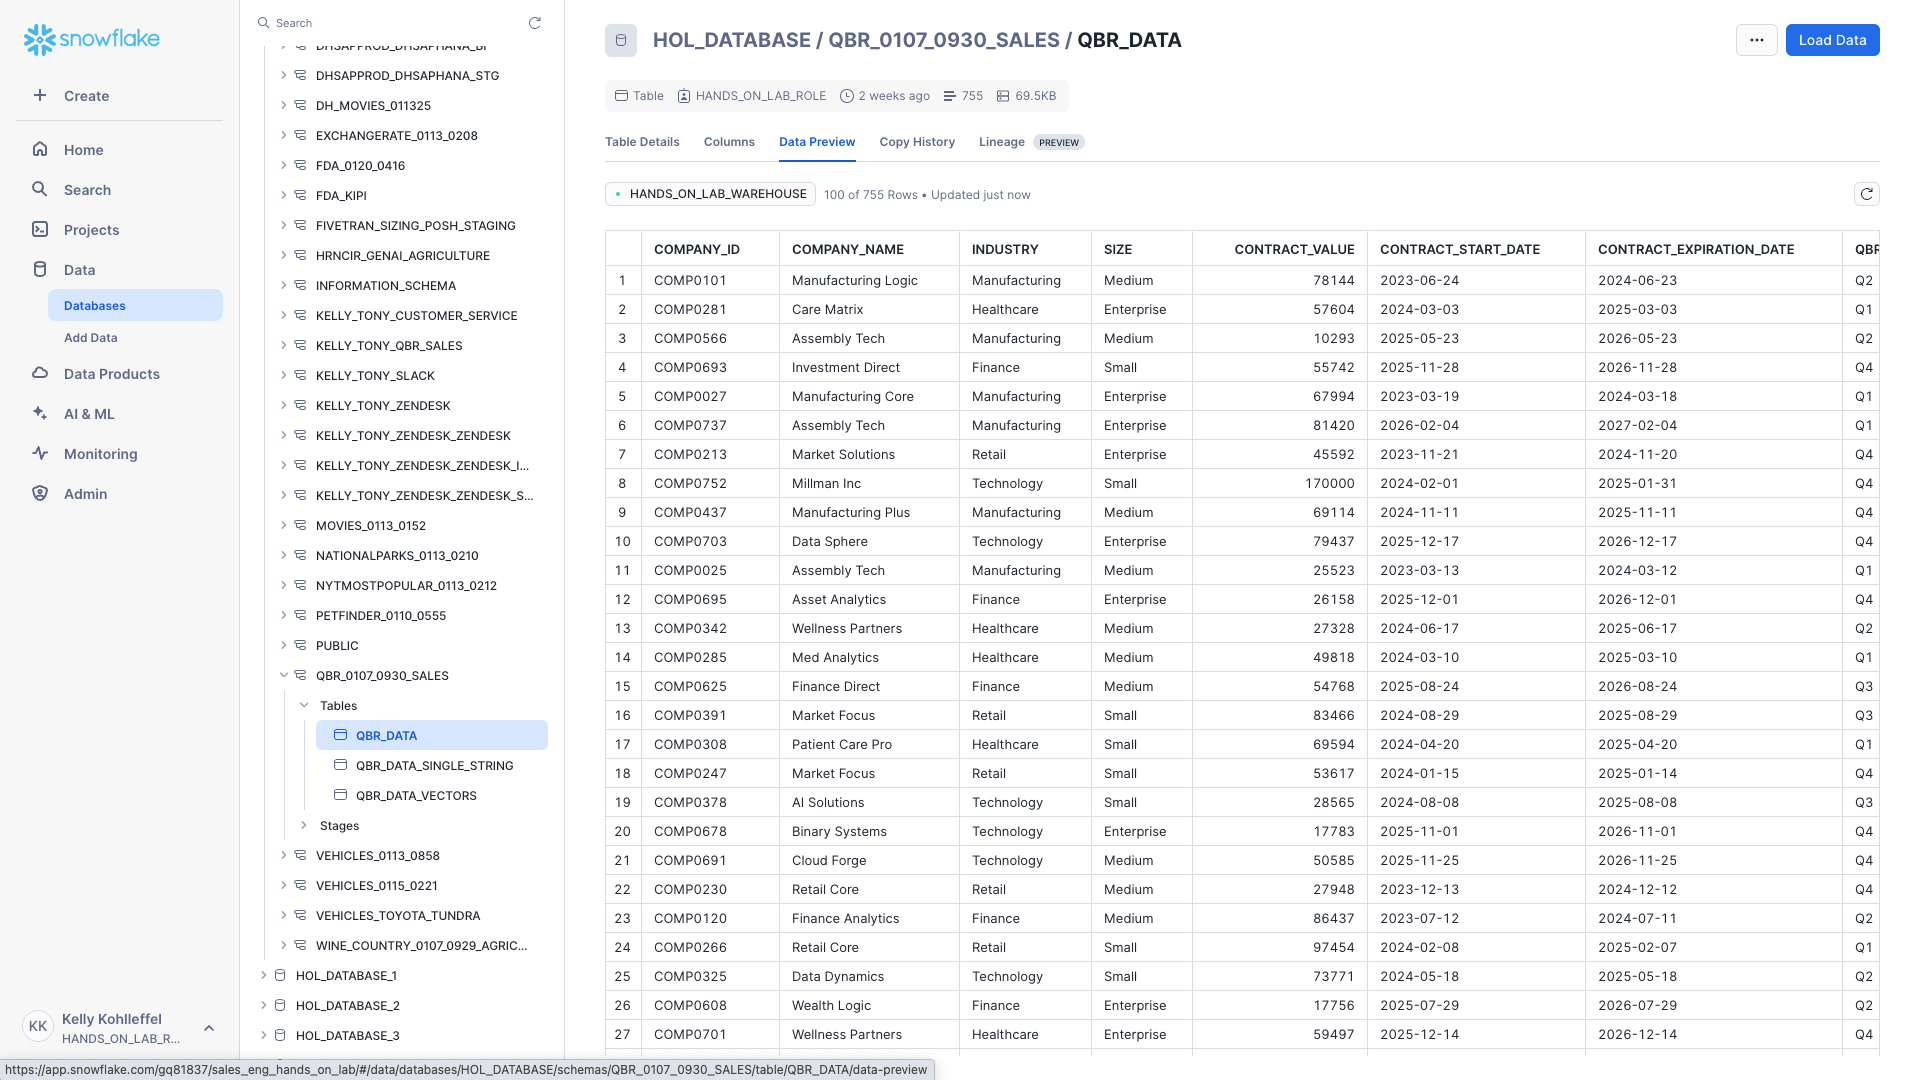 snowflake
Create
Home
Search
Projects
Data
Databases
Add Data
Data Products
AI & ML
Monitoring
Admin
KK
Kelly Kohlleffel
HANDS_ON_LAB_R...
Search
DHSAPPROD_DHSAPHANA_BI
DHSAPPROD_DHSAPHANA_STG
DH_MOVIES_011325
EXCHANGERATE_0113_0208
FDA_0120_0416
FDA_KIPI
FIVETRAN_SIZING_POSH_STAGING
HRNCIR_GENAI_AGRICULTURE
INFORMATION_SCHEMA
KELLY_TONY_CUSTOMER_SERVICE
KELLY_TONY_QBR_SALES
KELLY_TONY_SLACK
KELLY_TONY_ZENDESK
KELLY_TONY_ZENDESK_ZENDESK
KELLY_TONY_ZENDESK_ZENDESK_I...
KELLY_TONY_ZENDESK_ZENDESK_S...
MOVIES_0113_0152
NATIONALPARKS_0113_0210
NYTMOSTPOPULAR_0113_0212
PETFINDER_0110_0555
PUBLIC
QBR_0107_0930_SALES
Tables
QBR_DATA
QBR_DATA_SINGLE_STRING
QBR_DATA_VECTORS
Stages
VEHICLES_0113_0858
VEHICLES_0115_0221
VEHICLES_TOYOTA_TUNDRA
WINE_COUNTRY_0107_0929_AGRIC...
HOL_DATABASE_1
HOL_DATABASE_2
HOL_DATABASE_3
HOL_DATABASE / QBR_0107_0930_SALES / QBR_DATA
... Load Data
Table HANDS_ON_LAB_ROLE 2 weeks ago 755 69.5KB
Table Details Columns Data Preview Copy History Lineage PREVIEW
HANDS_ON_LAB_WAREHOUSE 100 of 755 Rows • Updated just now
COMPANY_ID COMPANY_NAME INDUSTRY SIZE CONTRACT_VALUE CONTRACT_START_DATE CONTRACT_EXPIRATION_DATE QBR
1 COMP0101 Manufacturing Logic Manufacturing Medium 78144 2023-06-24 2024-06-23 Q2
2 COMP0281 Care Matrix Healthcare Enterprise 57604 2024-03-03 2025-03-03 Q1
3 COMP0566 Assembly Tech Manufacturing Medium 10293 2025-05-23 2026-05-23 Q2
4 COMP0693 Investment Direct Finance Small 55742 2025-11-28 2026-11-28 Q4
5 COMP0027 Manufacturing Core Manufacturing Enterprise 67994 2023-03-19 2024-03-18 Q1
6 COMP0737 Assembly Tech Manufacturing Enterprise 81420 2026-02-04 2027-02-04 Q1
7 COMP0213 Market Solutions Retail Enterprise 45592 2023-11-21 2024-11-20 Q4
8 COMP0752 Millman Inc Technology Small 170000 2024-02-01 2025-01-31 Q4
9 COMP0437 Manufacturing Plus Manufacturing Medium 69114 2024-11-11 2025-11-11 Q4
10 COMP0703 Data Sphere Technology Enterprise 79437 2025-12-17 2026-12-17 Q4
11 COMP0025 Assembly Tech Manufacturing Medium 25523 2023-03-13 2024-03-12 Q1
12 COMP0695 Asset Analytics Finance Enterprise 26158 2025-12-01 2026-12-01 Q4
13 COMP0342 Wellness Partners Healthcare Medium 27328 2024-06-17 2025-06-17 Q2
14 COMP0285 Med Analytics Healthcare Medium 49818 2024-03-10 2025-03-10 Q1
15 COMP0625 Finance Direct Finance Medium 54768 2025-08-24 2026-08-24 Q3
16 COMP0391 Market Focus Retail Small 83466 2024-08-29 2025-08-29 Q3
17 COMP0308 Patient Care Pro Healthcare Small 69594 2024-04-20 2025-04-20 Q1
18 COMP0247 Market Focus Retail Small 53617 2024-01-15 2025-01-14 Q4
19 COMP0378 AI Solutions Technology Small 28565 2024-08-08 2025-08-08 Q3
20 COMP0678 Binary Systems Technology Enterprise 17783 2025-11-01 2026-11-01 Q4
21 COMP0691 Cloud Forge Technology Medium 50585 2025-11-25 2026-11-25 Q4
22 COMP0230 Retail Core Retail Medium 27948 2023-12-13 2024-12-12 Q4
23 COMP0120 Finance Analytics Finance Medium 86437 2023-07-12 2024-07-11 Q2
24 COMP0266 Retail Core Retail Small 97454 2024-02-08 2025-02-07 Q1
25 COMP0325 Data Dynamics Technology Small 73771 2024-05-18 2025-05-18 Q2
26 COMP0608 Wealth Logic Finance Enterprise 17756 2025-07-29 2026-07-29 Q2
27 COMP0701 Wellness Partners Healthcare Enterprise 59497 2025-12-14 2026-12-14 Q4
https://app.snowflake.com/gq81837/sales_eng_hands_on_lab/#/data/databases/HOL_DATABASE/schemas/QBR_0107_0930_SALES/table/QBR_DATA/data-preview